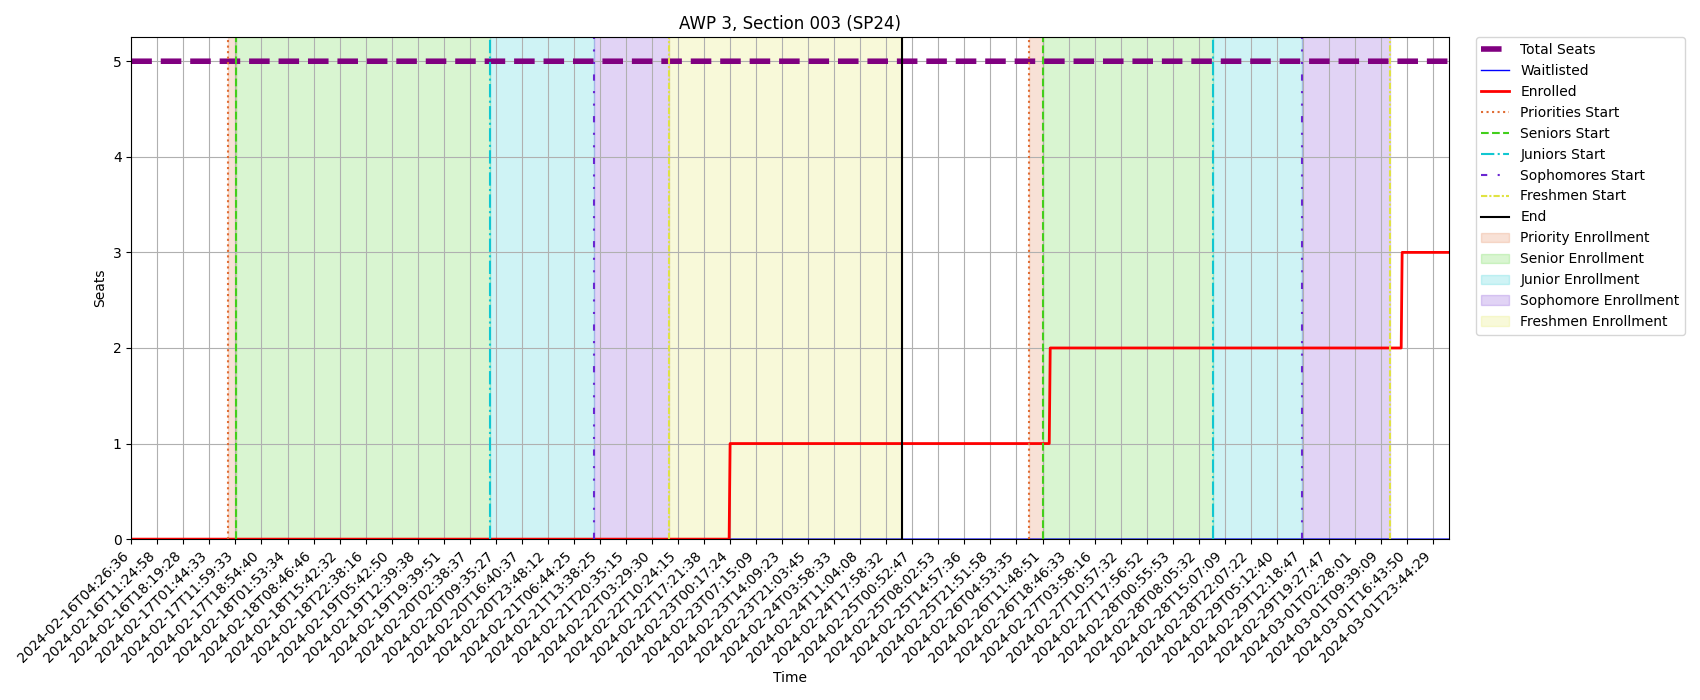 AWP 3, Section 003 (SP24)
Seats
5
4
3
2
1
0
2024-02-16T04:26:36
2024-02-16T11:24:58
2024-02-16T18:19:28
2024-02-17T01:44:33
2024-02-17T11:59:33
2024-02-17T18:54:40
2024-02-18T01:53:34
2024-02-18T08:46:46
2024-02-18T15:42:32
2024-02-18T22:38:16
2024-02-19T05:42:50
2024-02-19T12:39:38
2024-02-19T19:39:51
2024-02-20T02:38:37
2024-02-20T09:35:27
2024-02-20T16:40:37
2024-02-20T23:48:12
2024-02-21T06:44:25
2024-02-21T13:38:25
2024-02-21T20:35:15
2024-02-22T03:29:30
2024-02-22T10:24:15
2024-02-22T17:21:38
2024-02-23T00:17:24
2024-02-23T07:15:09
2024-02-23T14:09:23
2024-02-23T21:03:45
2024-02-24T03:58:33
2024-02-24T11:04:08
2024-02-24T17:58:32
2024-02-25T00:52:47
2024-02-25T08:02:53
2024-02-25T14:57:36
2024-02-25T21:51:58
2024-02-26T04:53:35
2024-02-26T11:48:51
2024-02-26T18:46:33
2024-02-27T03:58:16
2024-02-27T10:57:32
2024-02-27T17:56:52
2024-02-28T00:55:53
2024-02-28T08:05:32
2024-02-28T15:07:09
2024-02-28T22:07:22
2024-02-29T05:12:40
2024-02-29T12:18:47
2024-02-29T19:27:47
2024-03-01T02:28:01
2024-03-01T09:39:09
2024-03-01T16:43:50
2024-03-01T23:44:29
Time
Total Seats
Waitlisted
Enrolled
Priorities Start
Seniors Start
Juniors Start
Sophomores Start
Freshmen Start
End
Priority Enrollment
Senior Enrollment
Junior Enrollment
Sophomore Enrollment
Freshmen Enrollment